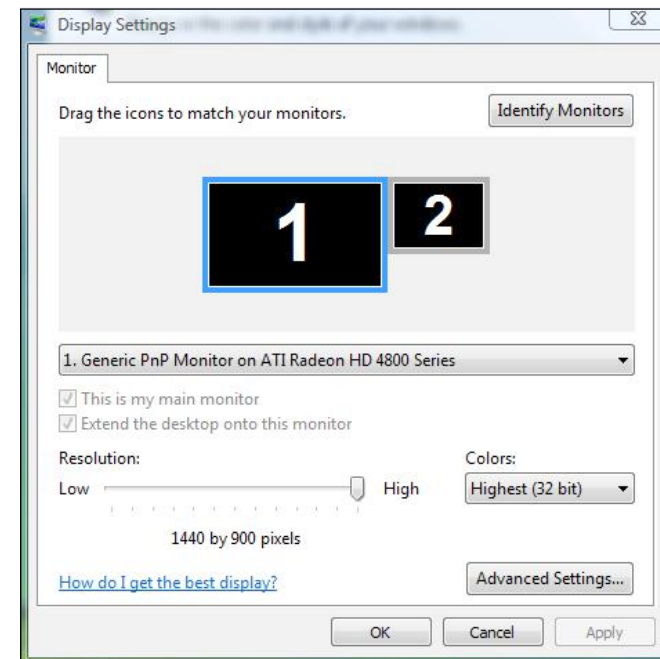 Display Settings
Monitor
Drag the icons to match your monitors.
Identify Monitors
1
2
1. Generic PnP Monitor on ATI Radeon HD 4800 Series
This is my main monitor
Extend the desktop onto this monitor
Resolution:
Colors:
Low
High
Highest (32 bit)
1440 by 900 pixels
How do I get the best display?
Advanced Settings...
OK
Cancel
Apply